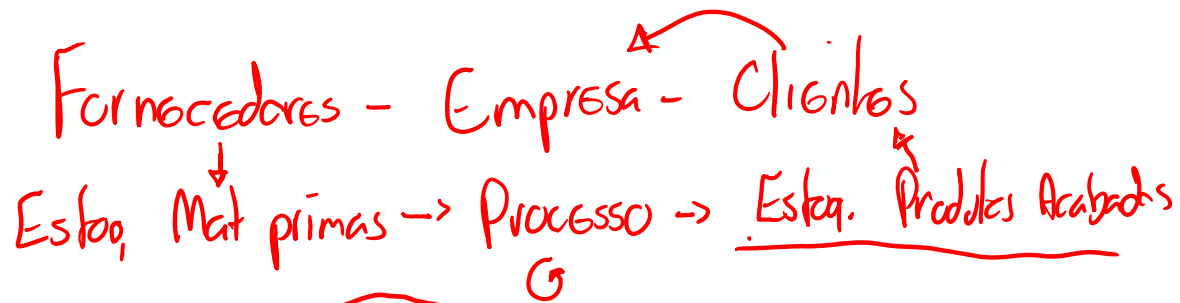 Fornecedores - Empresa - Clientes
Estoq. Mat primas -> Processo -> Estoq. Produtos Acabados